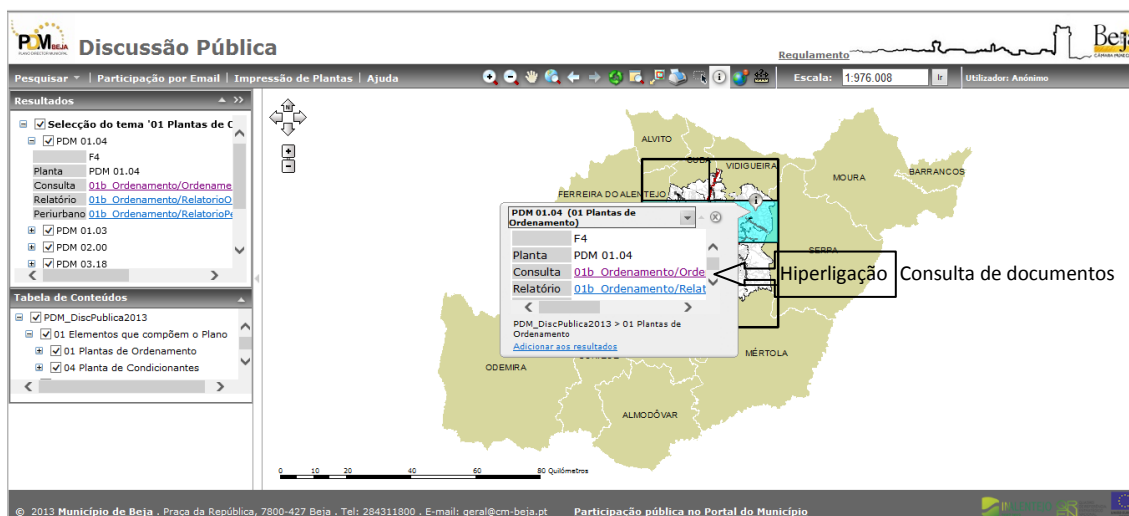 PDM BEJA
PLANO DIRECTOR MUNICIPAL
Discussão Pública
Regulamento
Beja
Pesquisar | Participação por Email | Impressão de Plantas | Ajuda
Escala: 1:976.008 Ir Utilizador: Anónimo
Resultados
Selecção do tema '01 Plantas de C
PDM 01.04
F4
Planta PDM 01.04
Consulta 01b_Ordenamento/Ordename
Relatório 01b_Ordenamento/RelatorioO
Periurbano 01b_Ordenamento/RelatorioPe
PDM 01.03
PDM 02.00
PDM 03.18
Tabela de Conteúdos
PDM_DiscPublica2013
01 Elementos que compõem o Plano
01 Plantas de Ordenamento
04 Planta de Condicionantes
N
ALVITO
CUBA
VIDIGUEIRA
MOURA
BARRANCOS
FERREIRA DO ALENTEJO
SERPA
MÉRTOLA
ODEMIRA
ALMODÔVAR
PDM 01.04 (01 Plantas de
Ordenamento)
F4
Planta PDM 01.04
Consulta 01b_Ordenamento/Orde
Relatório 01b_Ordenamento/Relat
PDM_DiscPublica2013 > 01 Plantas de
Ordenamento
Adicionar aos resultados
Hiperligação Consulta de documentos
0 10 20 40 60 80 Quilómetros
© 2013 Município de Beja . Praça da República, 7800-427 Beja . Tel: 284311800 . E-mail: geral@cm-beja.pt Participação pública no Portal do Município